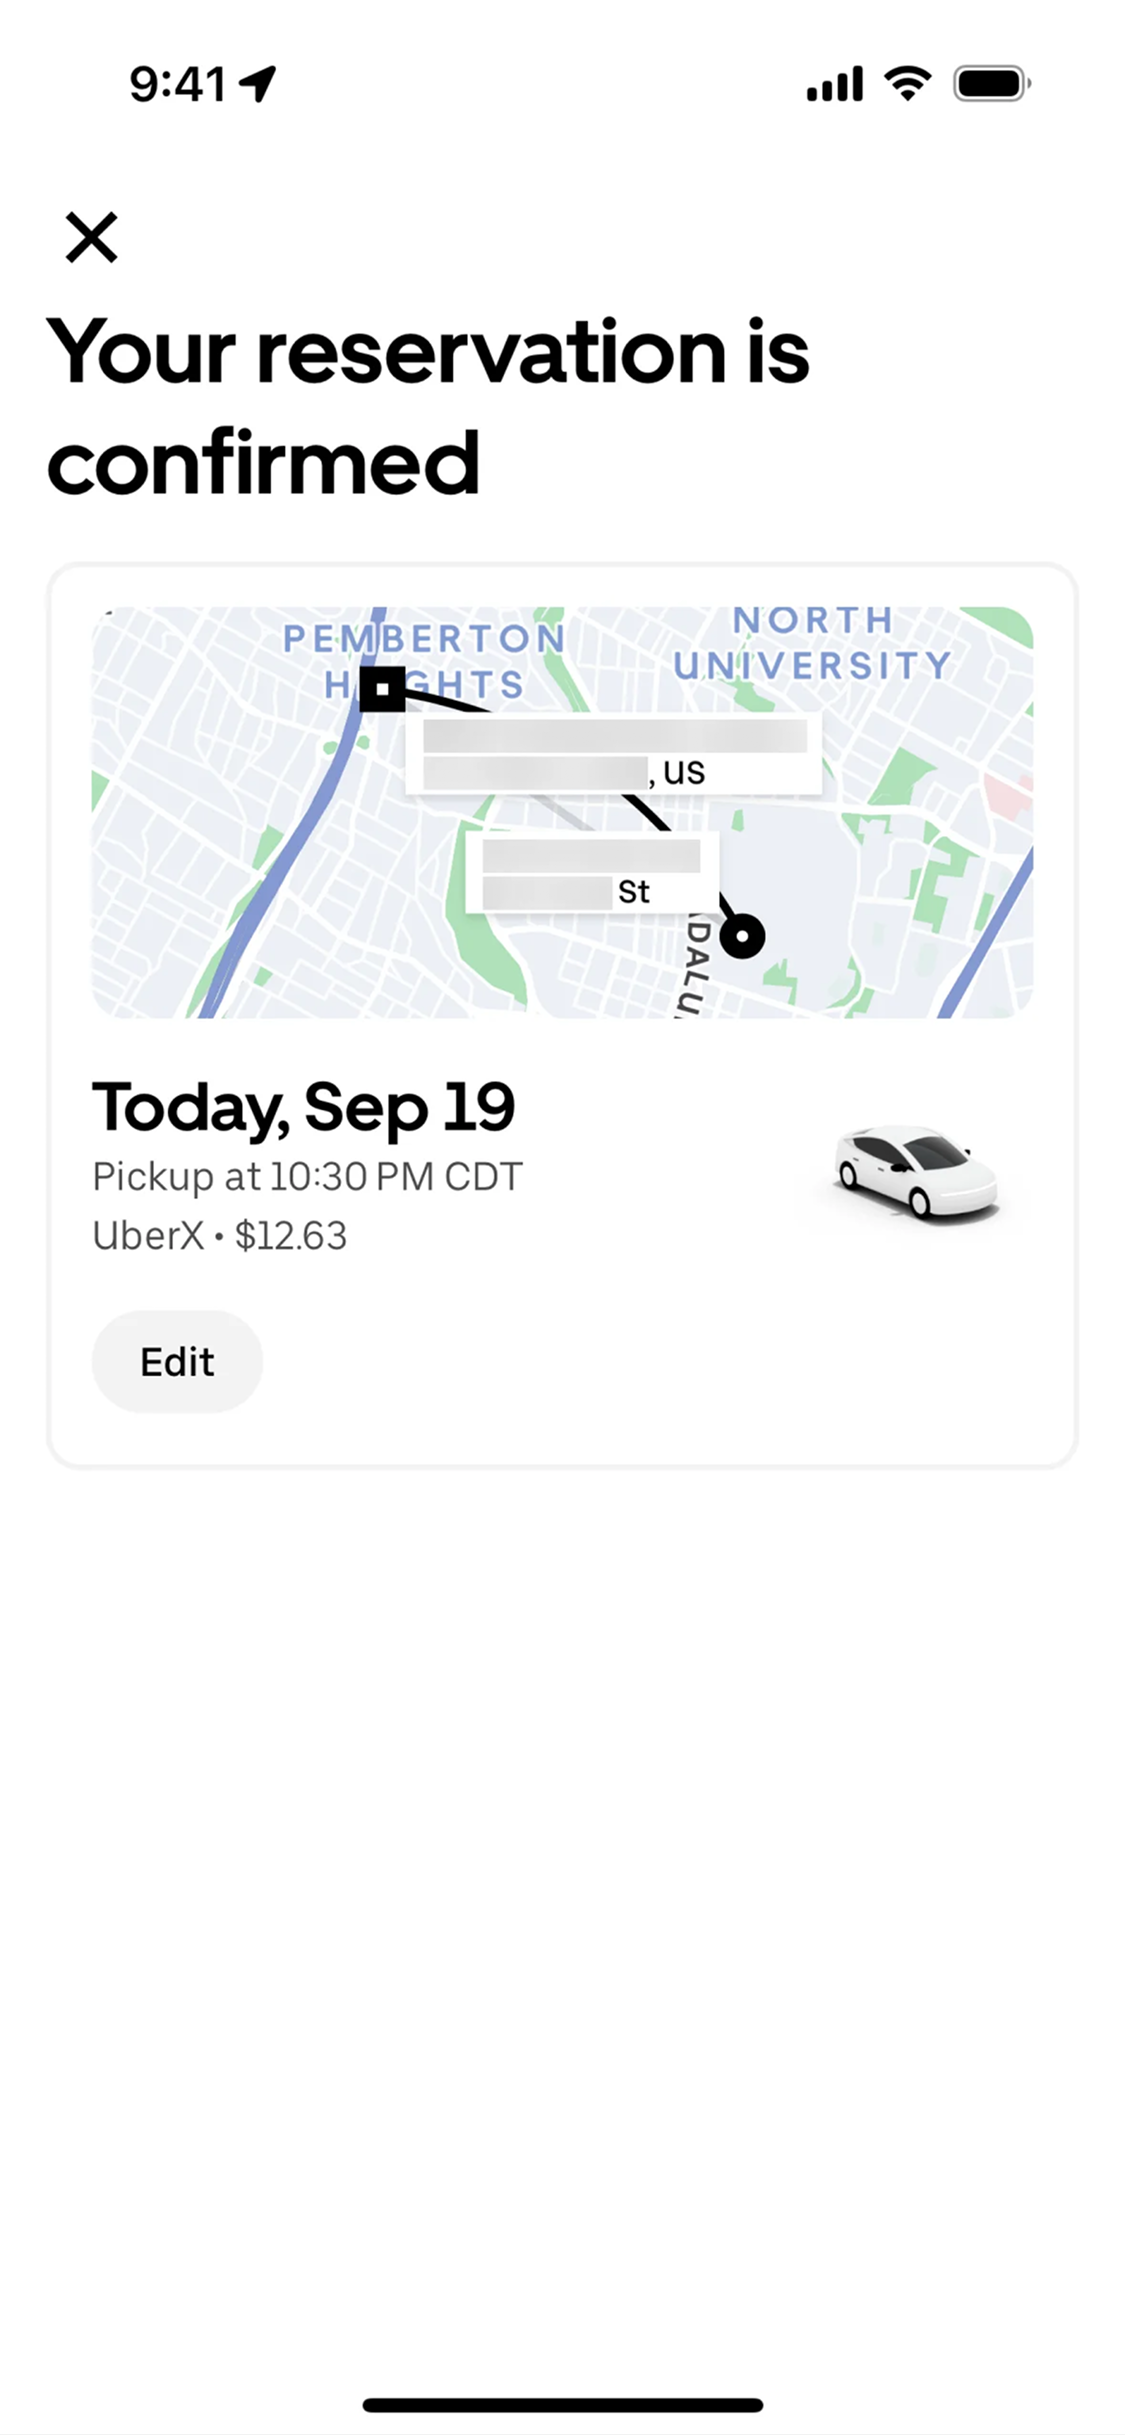 9:41
Your reservation is
confirmed
PEMBERTON
NORTH
UNIVERSITY
, US
St
Today, Sep 19
Pickup at 10:30 PM CDT
UberX • $12.63
Edit